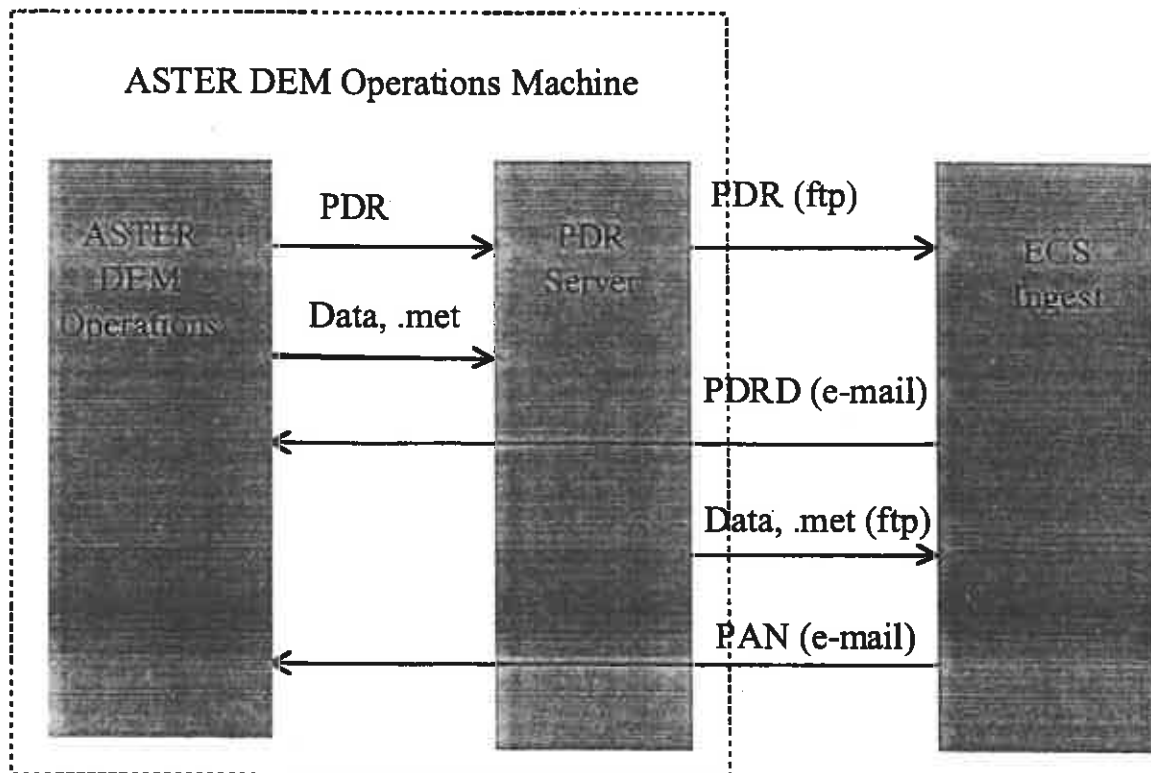 ASTER DEM Operations Machine
ASTER
DEM
Operations
PDR
Data, .met
PDR
Server
PDR (ftp)
PDRD (e-mail)
Data, .met (ftp)
PAN (e-mail)
ECS
Ingest